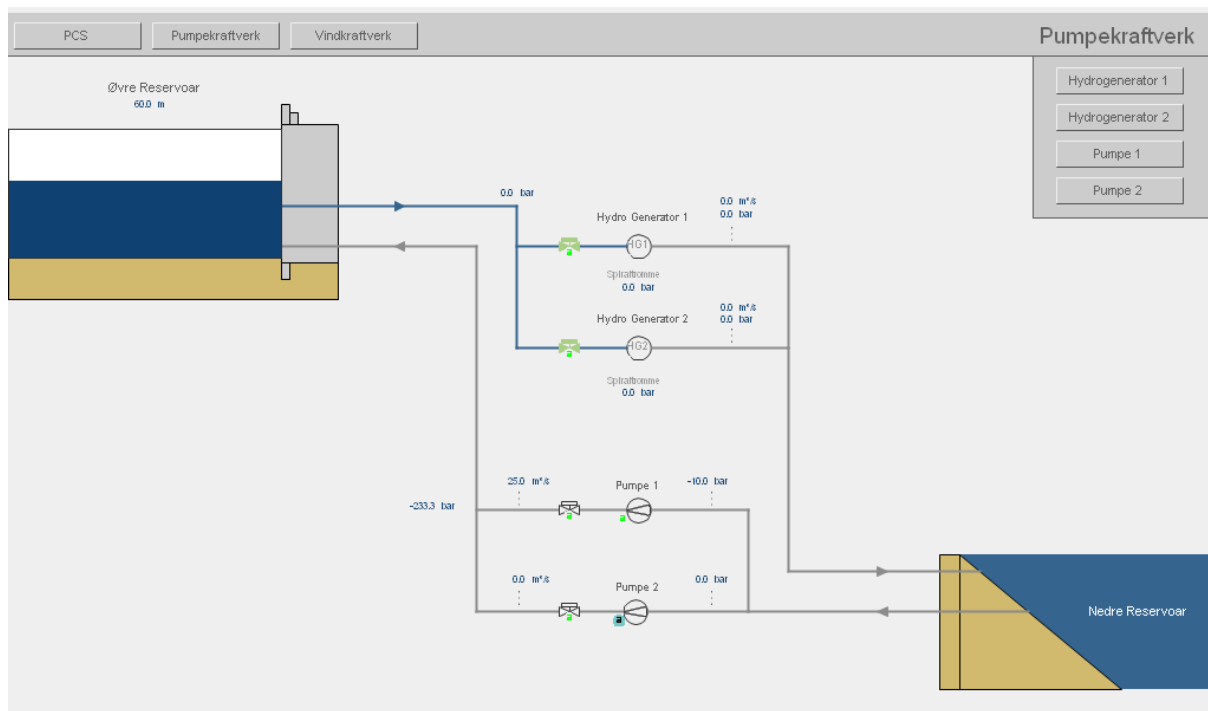 PCS
Pumpekraftverk
Vindkraftverk
Pumpekraftverk
Hydrogenerator 1
Hydrogenerator 2
Pumpe 1
Pumpe 2
Øvre Reservoar
60.0 m
0.0 bar
Hydro Generator 1
0.0 m³/s
0.0 bar
a
HG1
Spiraltromme
0.0 bar
Hydro Generator 2
0.0 m³/s
0.0 bar
a
HG2
Spiraltromme
0.0 bar
25.0 m³/s
Pumpe 1
-10.0 bar
-233.3 bar
a
a
0.0 m³/s
Pumpe 2
0.0 bar
a
a
Nedre Reservoar